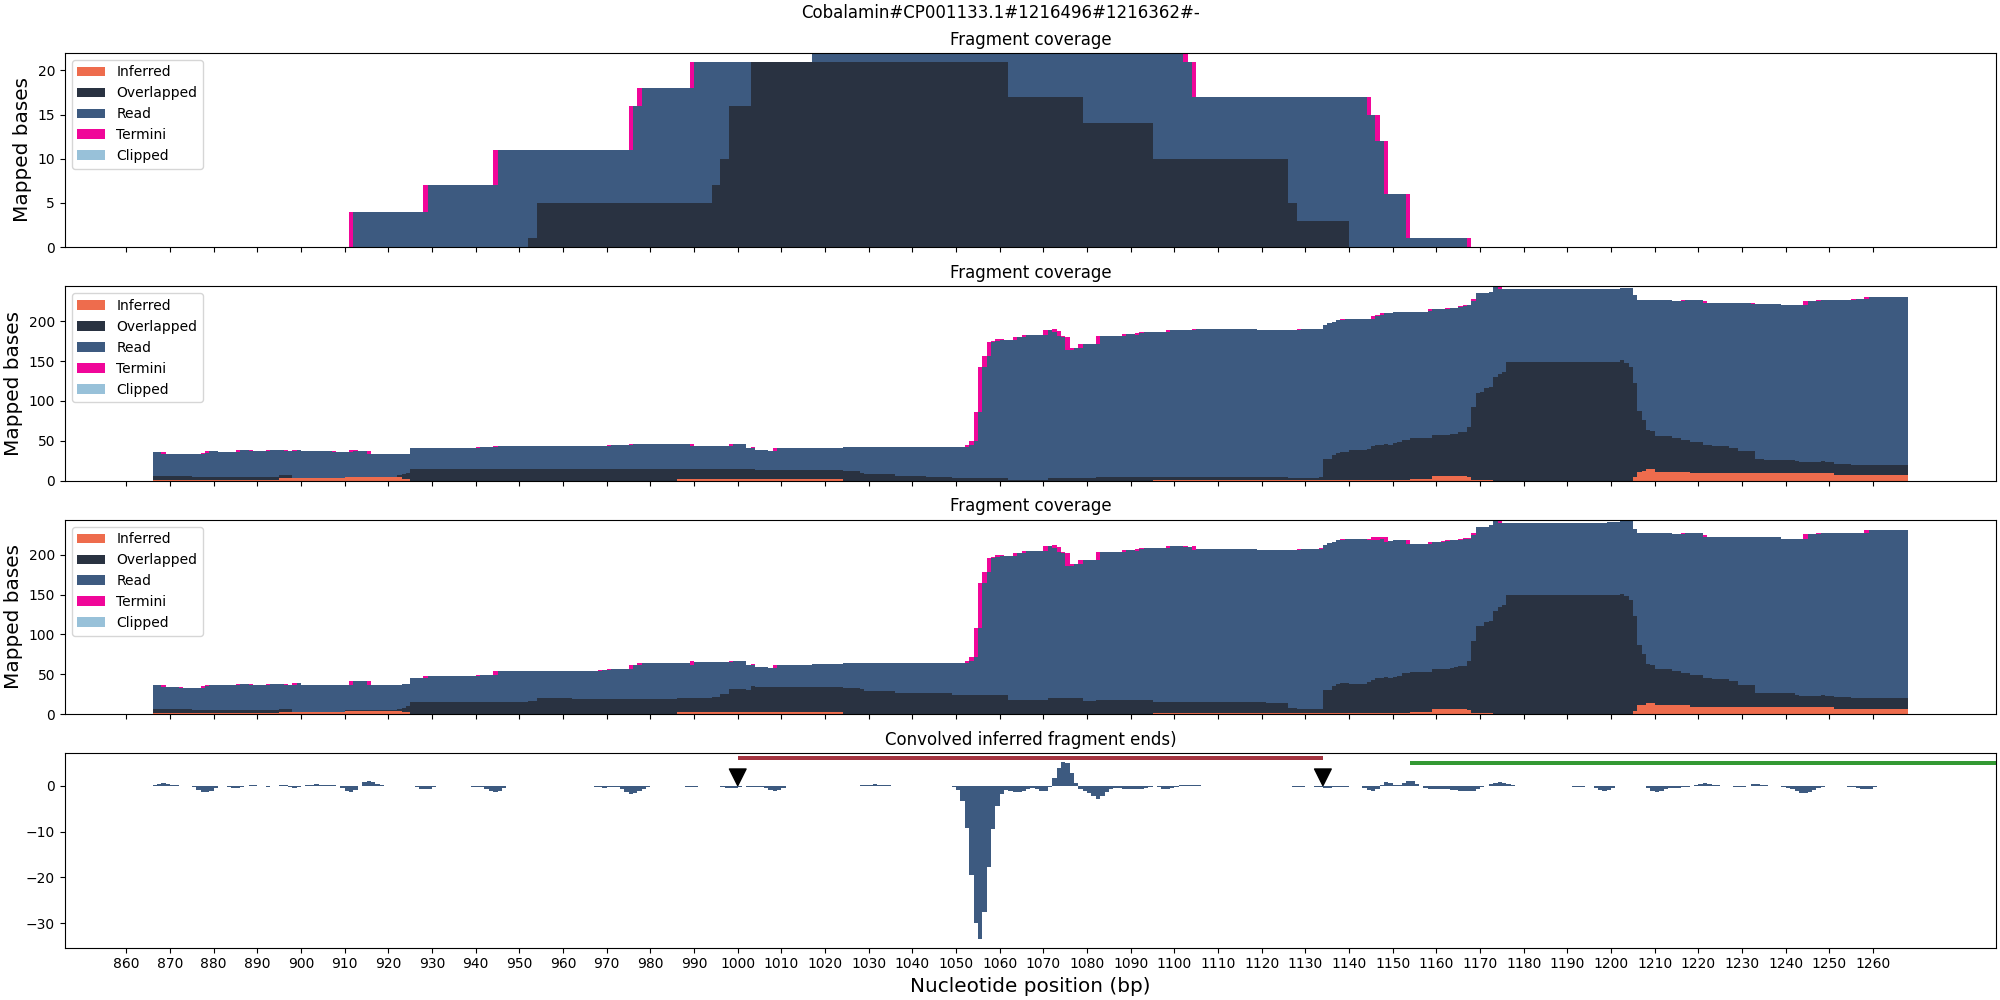 Cobalamin#CP001133.1#1216496#1216362#-
Fragment coverage
Mapped bases
20
15
10
5
0
Inferred
Overlapped
Read
Termini
Clipped
Fragment coverage
Mapped bases
200
150
100
50
0
Inferred
Overlapped
Read
Termini
Clipped
Fragment coverage
Mapped bases
200
150
100
50
0
Inferred
Overlapped
Read
Termini
Clipped
Convolved inferred fragment ends)
0
−10
−20
−30
860 870 880 890 900 910 920 930 940 950 960 970 980 990 1000 1010 1020 1030 1040 1050 1060 1070 1080 1090 1100 1110 1120 1130 1140 1150 1160 1170 1180 1190 1200 1210 1220 1230 1240 1250 1260
Nucleotide position (bp)